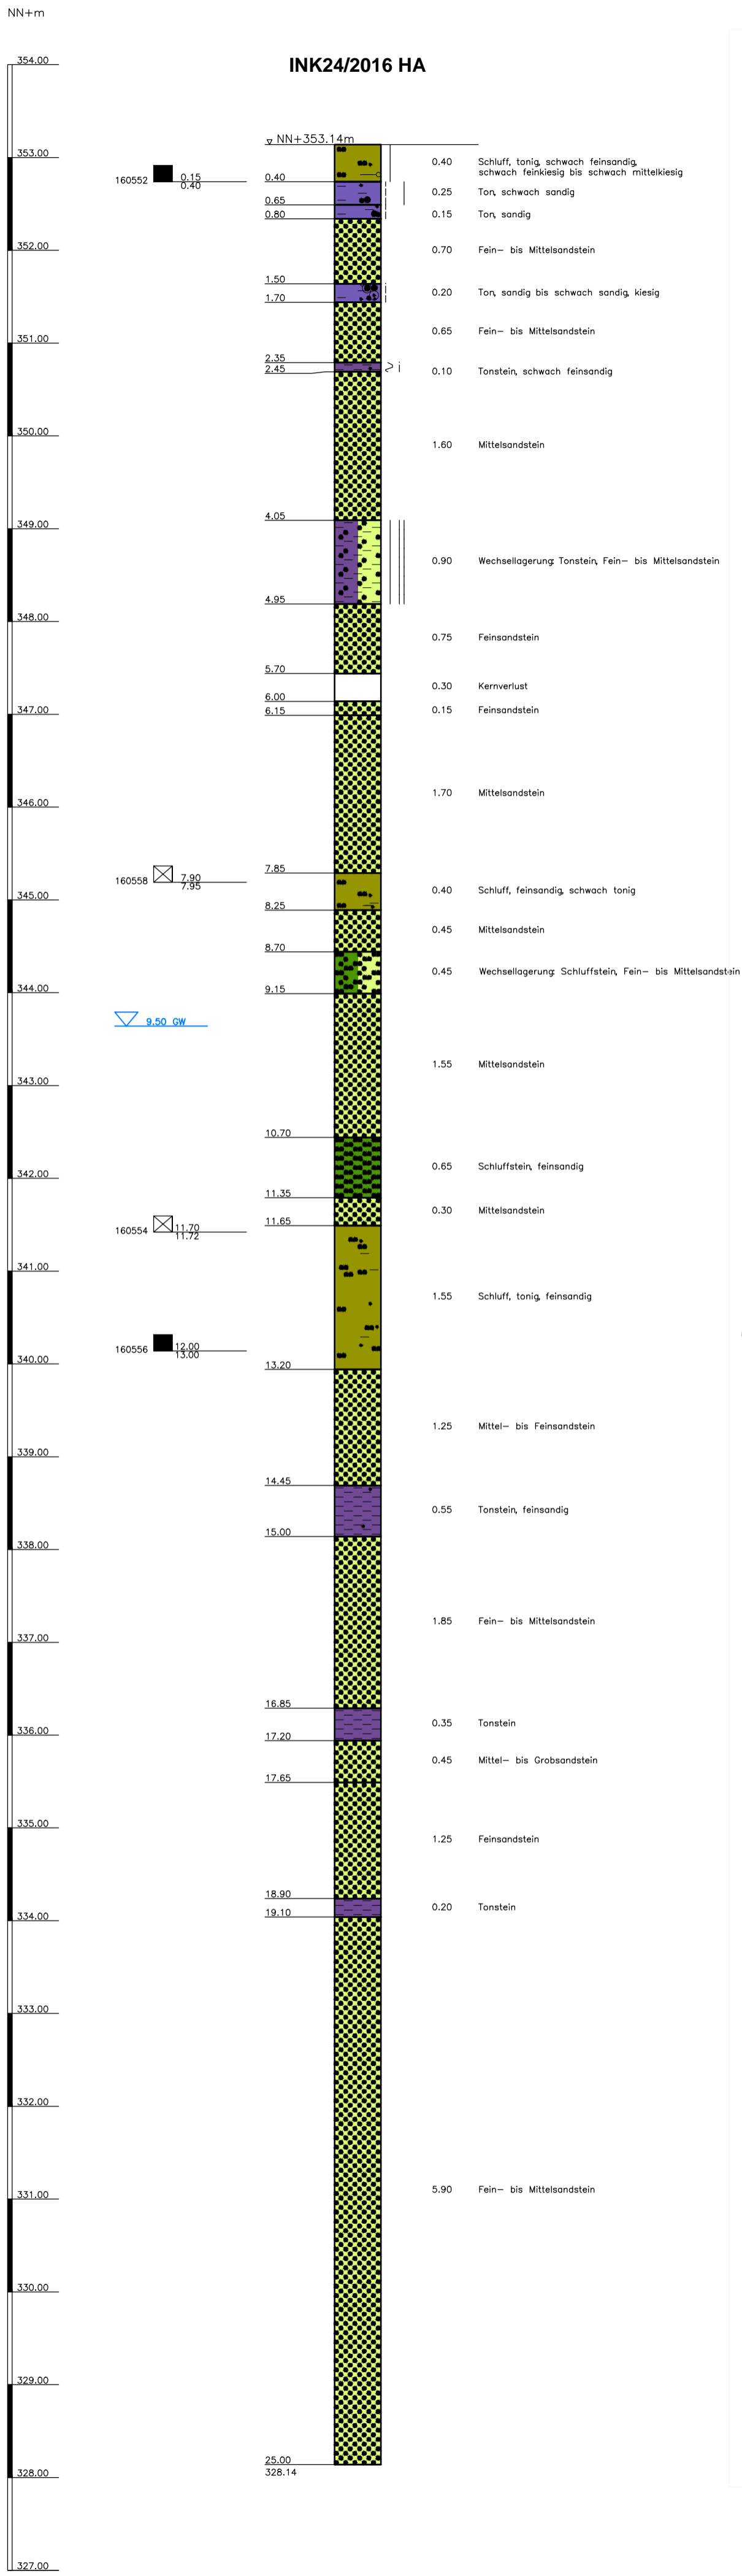 NN+m
INK24/2016 HA
354.00
NN+353.14m
353.00
160552 0.15
0.40
0.40
0.40 Schluff, tonig, schwach feinsandig,
schwach feinkiesig bis schwach mittelkiesig
0.25 Ton, schwach sandig
0.65
0.15 Ton, sandig
0.80
352.00
0.70 Fein- bis Mittelsandstein
1.50
0.20 Ton, sandig bis schwach sandig, kiesig
1.70
351.00
0.65 Fein- bis Mittelsandstein
2.35
i
2.45
0.10 Tonstein, schwach feinsandig
350.00
1.60 Mittelsandstein
4.05
349.00
0.90 Wechsellagerung: Tonstein, Fein- bis Mittelsandstein
4.95
348.00
0.75 Feinsandstein
5.70
0.30 Kernverlust
6.00
347.00
0.15 Feinsandstein
6.15
1.70 Mittelsandstein
346.00
7.85
160558 7.90
7.95
0.40 Schluff, feinsandig, schwach tonig
345.00
8.25
0.45 Mittelsandstein
8.70
0.45 Wechsellagerung: Schluffstein, Fein- bis Mittelsandstein
344.00
9.15
9.50 GW
343.00
1.55 Mittelsandstein
10.70
0.65 Schluffstein, feinsandig
342.00
11.35
0.30 Mittelsandstein
11.65
160554 11.70
11.72
341.00
1.55 Schluff, tonig, feinsandig
160556 12.00
13.00
340.00
13.20
1.25 Mittel- bis Feinsandstein
339.00
14.45
0.55 Tonstein, feinsandig
15.00
338.00
1.85 Fein- bis Mittelsandstein
337.00
16.85
0.35 Tonstein
336.00
17.20
0.45 Mittel- bis Grobsandstein
17.65
335.00
1.25 Feinsandstein
18.90
0.20 Tonstein
19.10
334.00
333.00
332.00
5.90 Fein- bis Mittelsandstein
331.00
330.00
329.00
25.00
328.14
328.00
327.00